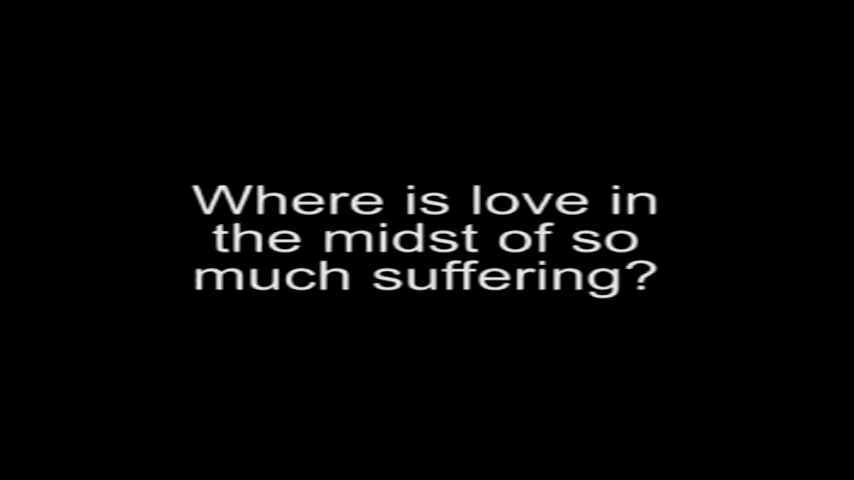 Where is love in
the midst of so
much suffering?